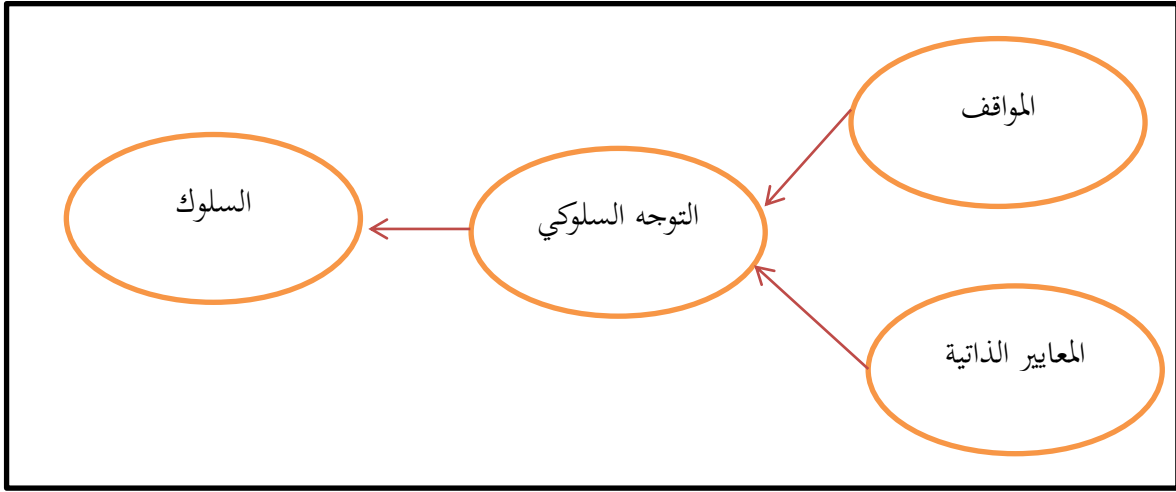 المواقف
السلوك
التوجه السلوكي
المعايير الذاتية